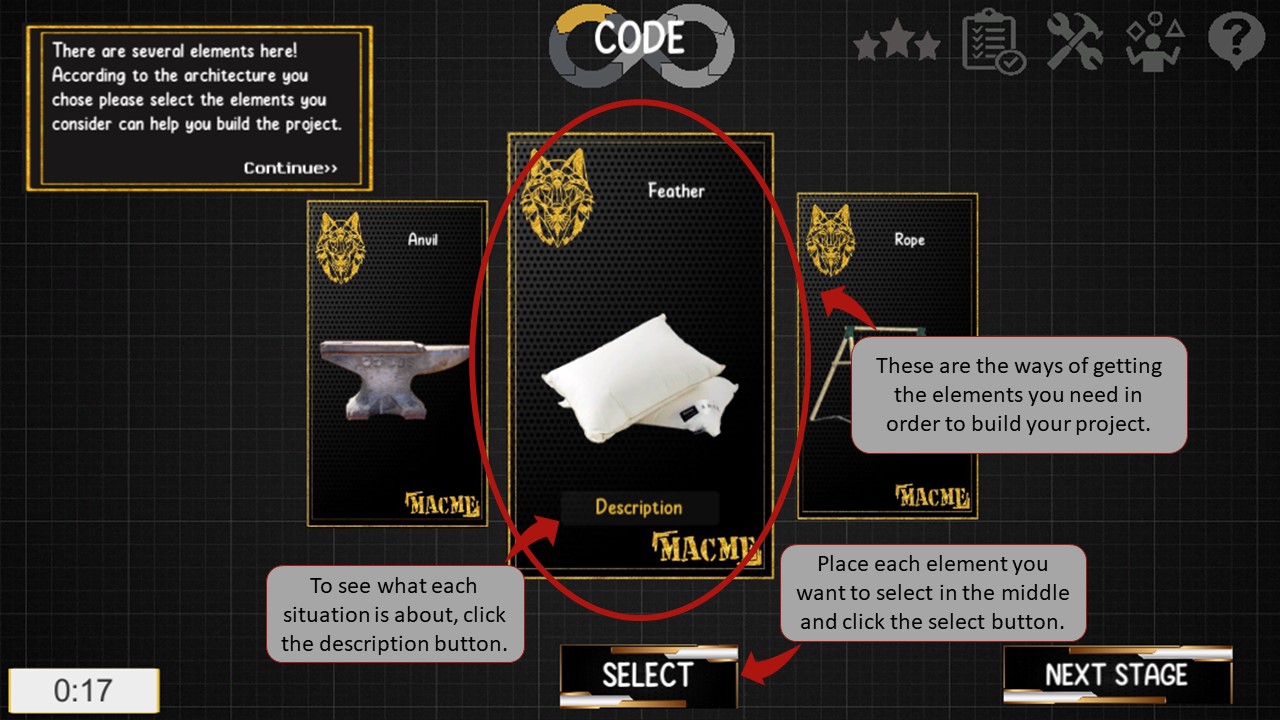 There are several elements here!
According to the architecture you
chose please select the elements you
consider can help you build the project.
Continue>>
CODE
Anvil
MACME
Feather
Description
MACME
Rope
MACME
These are the ways of getting
the elements you need in
order to build your project.
To see what each
situation is about, click
the description button.
Place each element you
want to select in the middle
and click the select button.
0:17
SELECT
NEXT STAGE